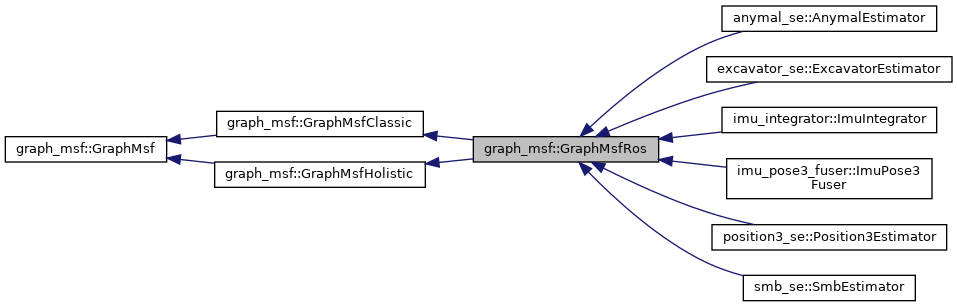 graph_msf::GraphMsf
graph_msf::GraphMsfClassic
graph_msf::GraphMsfHolistic
graph_msf::GraphMsfRos
anymal_se::AnymalEstimator
excavator_se::ExcavatorEstimator
imu_integrator::ImuIntegrator
imu_pose3_fuser::ImuPose3
Fuser
position3_se::Position3Estimator
smb_se::SmbEstimator